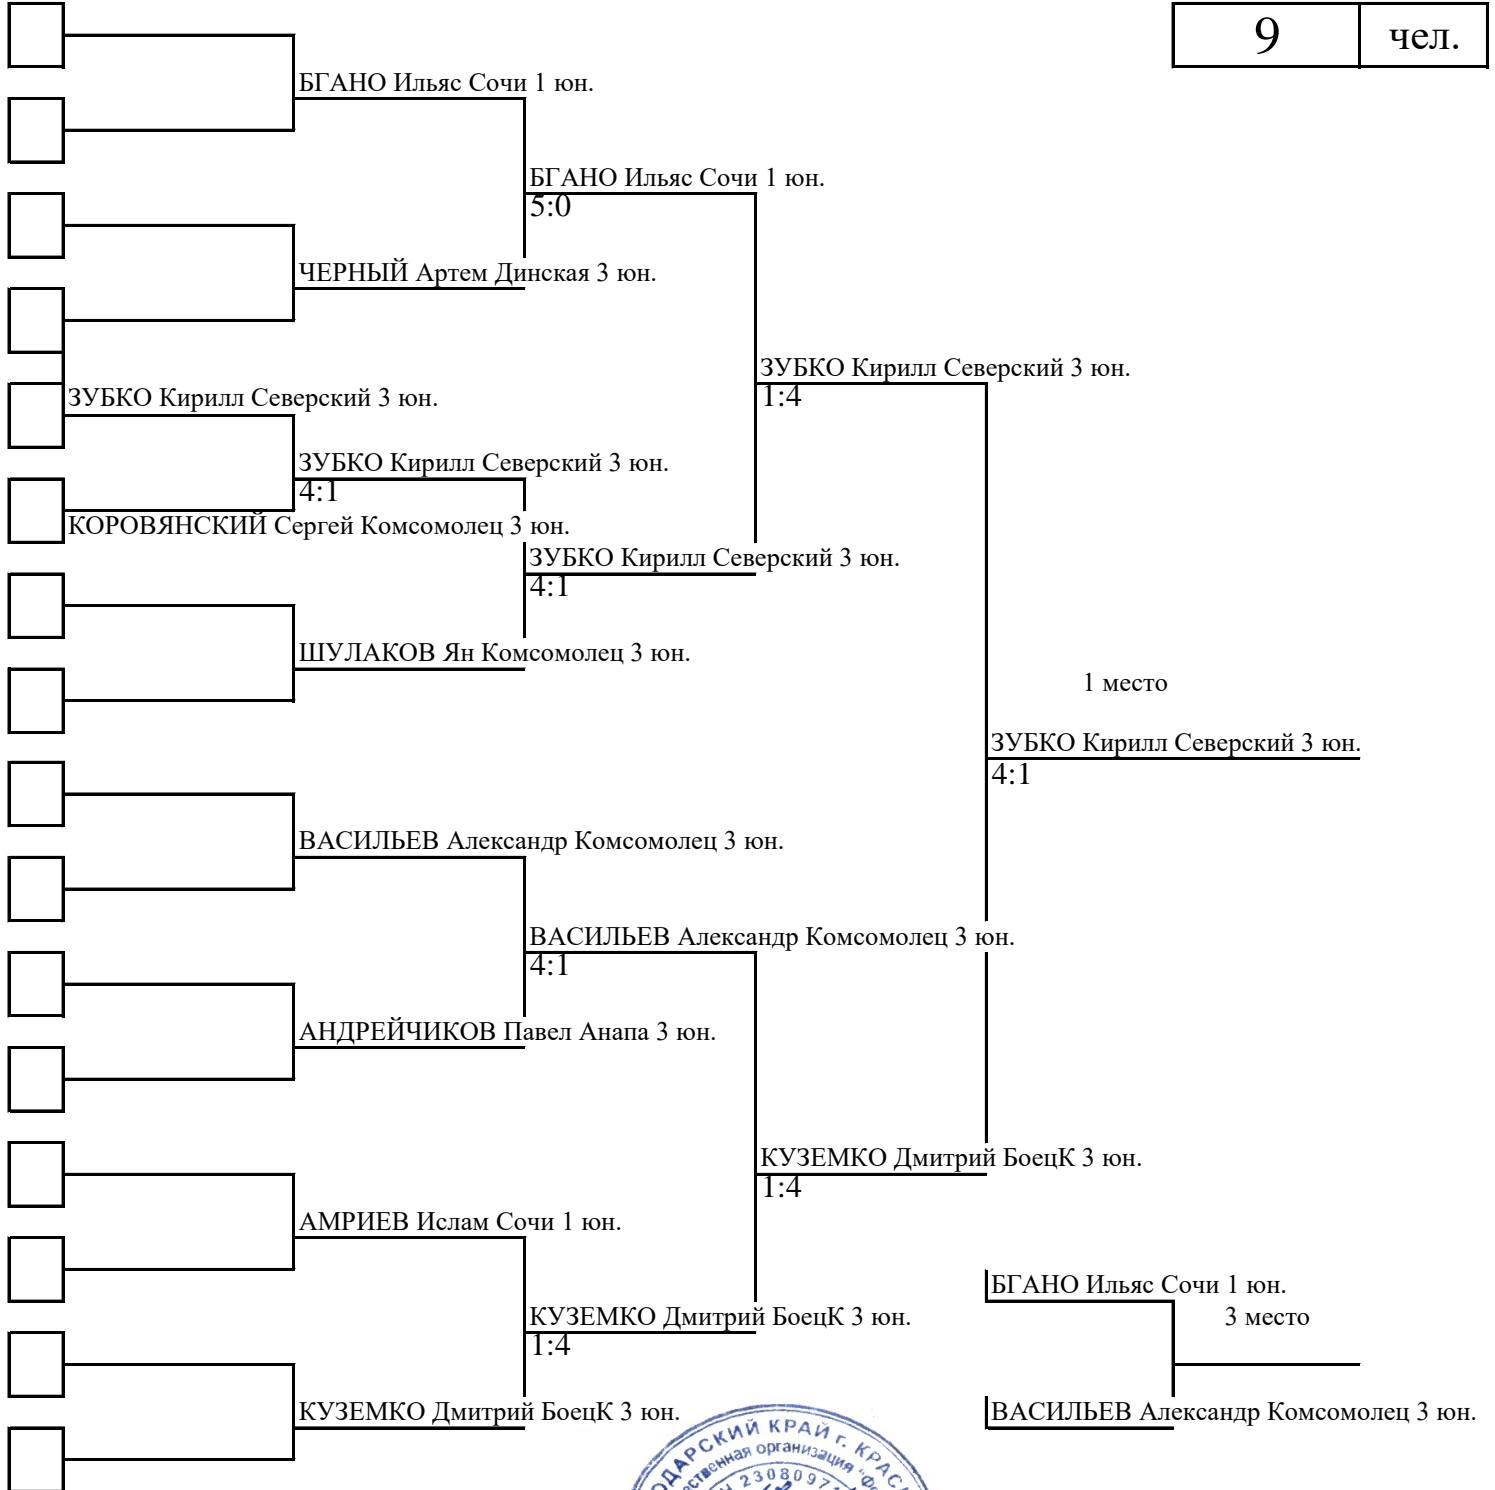 9 чел.
БГАНО Ильяс Сочи 1 юн.
БГАНО Ильяс Сочи 1 юн.
5:0
ЧЕРНЫЙ Артем Динская 3 юн.
ЗУБКО Кирилл Северский 3 юн.
1:4
ЗУБКО Кирилл Северский 3 юн.
ЗУБКО Кирилл Северский 3 юн.
4:1
КОРОВЯНСКИЙ Сергей Комсомолец 3 юн.
ЗУБКО Кирилл Северский 3 юн.
4:1
ШУЛАКОВ Ян Комсомолец 3 юн.
1 место
ЗУБКО Кирилл Северский 3 юн.
4:1
ВАСИЛЬЕВ Александр Комсомолец 3 юн.
ВАСИЛЬЕВ Александр Комсомолец 3 юн.
4:1
АНДРЕЙЧИКОВ Павел Анапа 3 юн.
КУЗЕМКО Дмитрий БоецК 3 юн.
1:4
АМРИЕВ Ислам Сочи 1 юн.
БГАНО Ильяс Сочи 1 юн.
3 место
КУЗЕМКО Дмитрий БоецК 3 юн.
1:4
КУЗЕМКО Дмитрий БоецК 3 юн.
ВАСИЛЬЕВ Александр Комсомолец 3 юн.
КРАЙ г.
организация